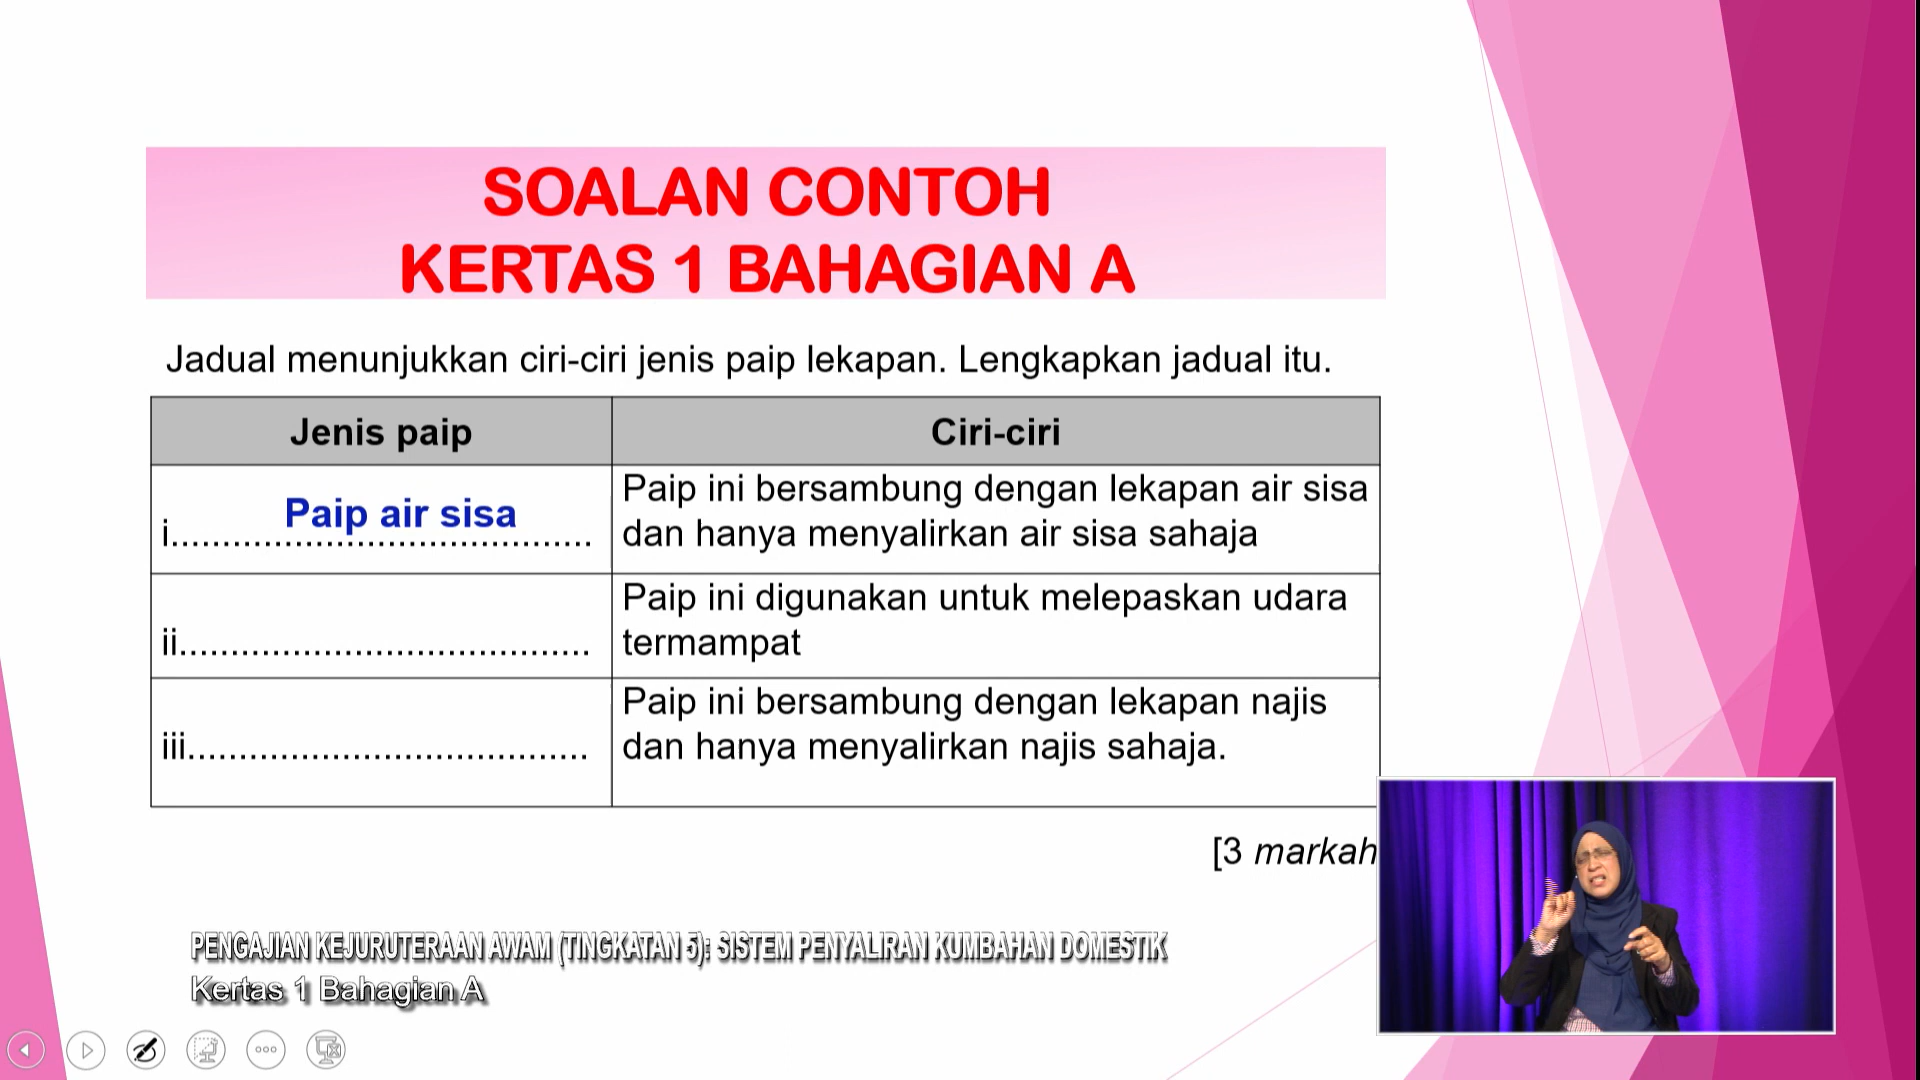 SOALAN CONTOH
KERTAS 1 BAHAGIAN A
Jadual menunjukkan ciri-ciri jenis paip lekapan. Lengkapkan jadual itu.
Jenis paip
Ciri-ciri
i.......................................... Paip air sisa
Paip ini bersambung dengan lekapan air sisa
dan hanya menyalirkan air sisa sahaja
ii.........................................
Paip ini digunakan untuk melepaskan udara
termampat
iii........................................
Paip ini bersambung dengan lekapan najis
dan hanya menyalirkan najis sahaja.
[3 markah
PENGAJIAN KEJURUTERAAN AWAM (TINGKATAN 5): SISTEM PENYALIRAN KUMBAHAN DOMESTIK
Kertas 1 Bahagian A